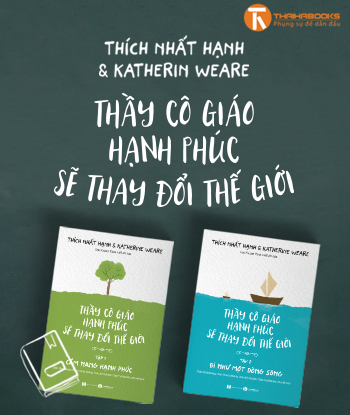 THAIHABOOKS
Phụng sự để dẫn đầu
THÍCH NHẤT HẠNH
& KATHERIN WEARE
THẦY CÔ GIÁO
HẠNH PHÚC
SẼ THAY ĐỔI THẾ GIỚI
THÍCH NHẤT HẠNH & KATHERINE WEARE
THẦY CÔ GIÁO
HẠNH PHÚC
SẼ THAY ĐỔI THẾ GIỚI
TẬP 1
CẨM NANG HẠNH PHÚC
THÍCH NHẤT HẠNH & KATHERINE WEARE
THẦY CÔ GIÁO
HẠNH PHÚC
SẼ THAY ĐỔI THẾ GIỚI
TẬP 2
ĐI NHƯ MỘT DÒNG SÔNG